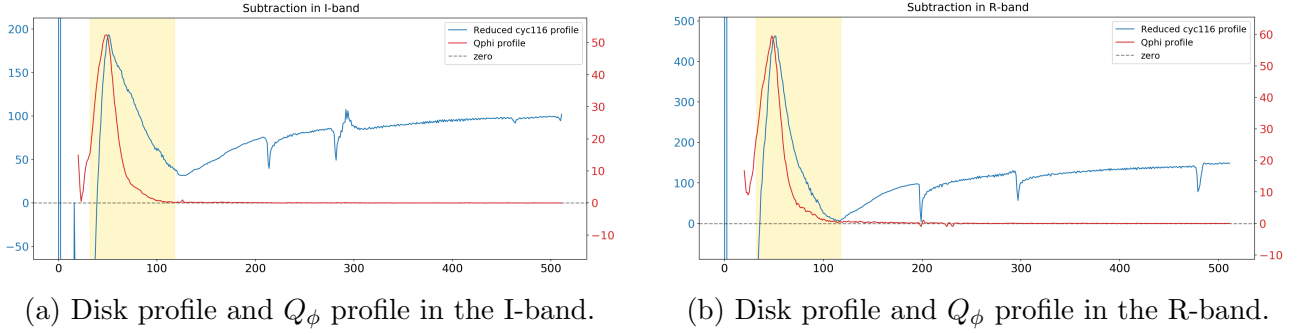 Subtraction in I-band
Reduced cyc116 profile
Qphi profile
zero
200
150
100
50
0
−50
50
40
30
20
10
0
−10
0 100 200 300 400 500
(a) Disk profile and Qϕ profile in the I-band.
Subtraction in R-band
Reduced cyc116 profile
Qphi profile
zero
500
400
300
200
100
0
60
50
40
30
20
10
0
−10
0 100 200 300 400 500
(b) Disk profile and Qϕ profile in the R-band.